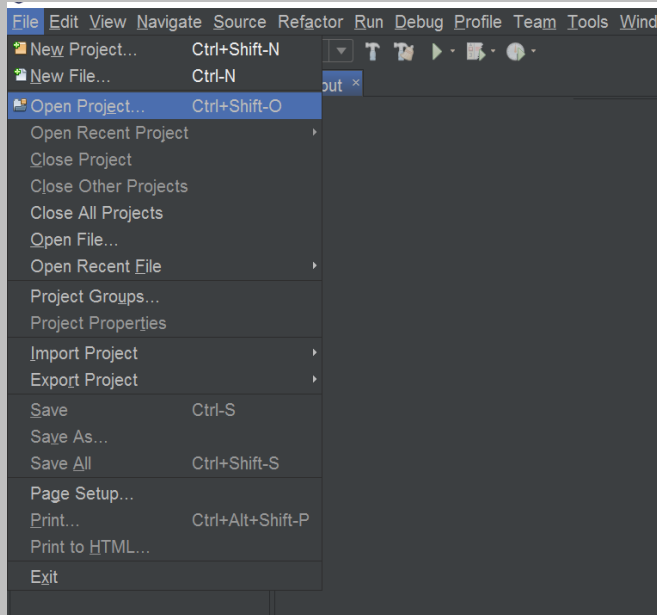 File Edit View Navigate Source Refactor Run Debug Profile Team Tools Wind
New Project... Ctrl+Shift-N
New File... Ctrl-N
out ×
Open Project... Ctrl+Shift-O
Open Recent Project
Close Project
Close Other Projects
Close All Projects
Open File...
Open Recent File
Project Groups...
Project Properties
Import Project
Export Project
Save Ctrl-S
Save As...
Save All Ctrl+Shift-S
Page Setup...
Print... Ctrl+Alt+Shift-P
Print to HTML...
Exit